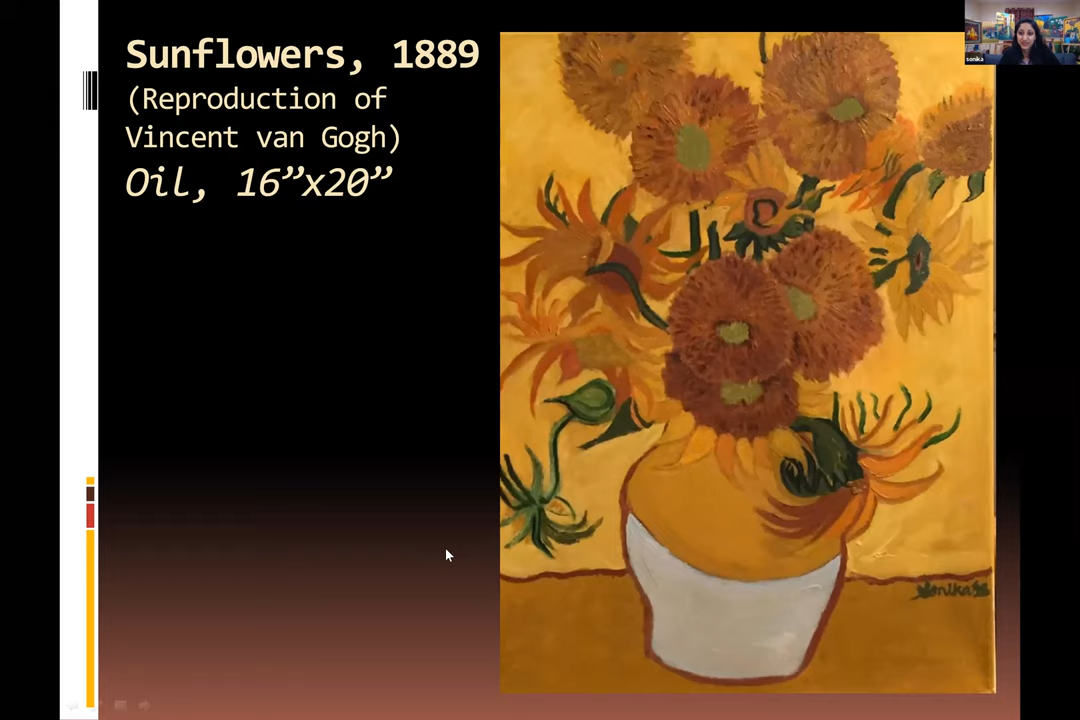 Sunflowers, 1889
(Reproduction of
Vincent van Gogh)
Oil, 16”x20”
sonika